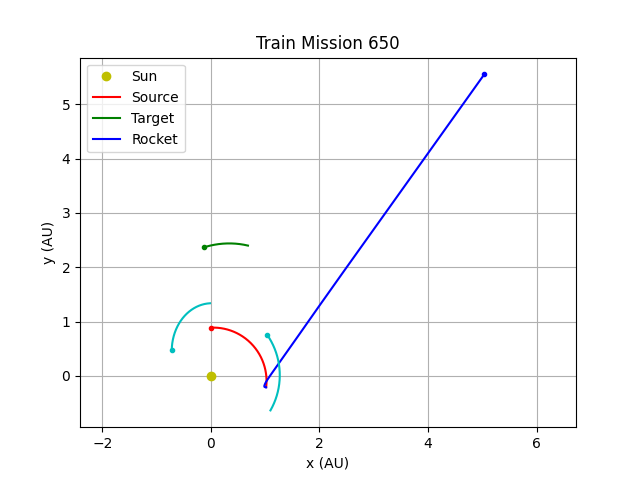 Train Mission 650
Sun
Source
Target
Rocket
y (AU)
5
4
3
2
1
0
−2
0
2
4
6
x (AU)